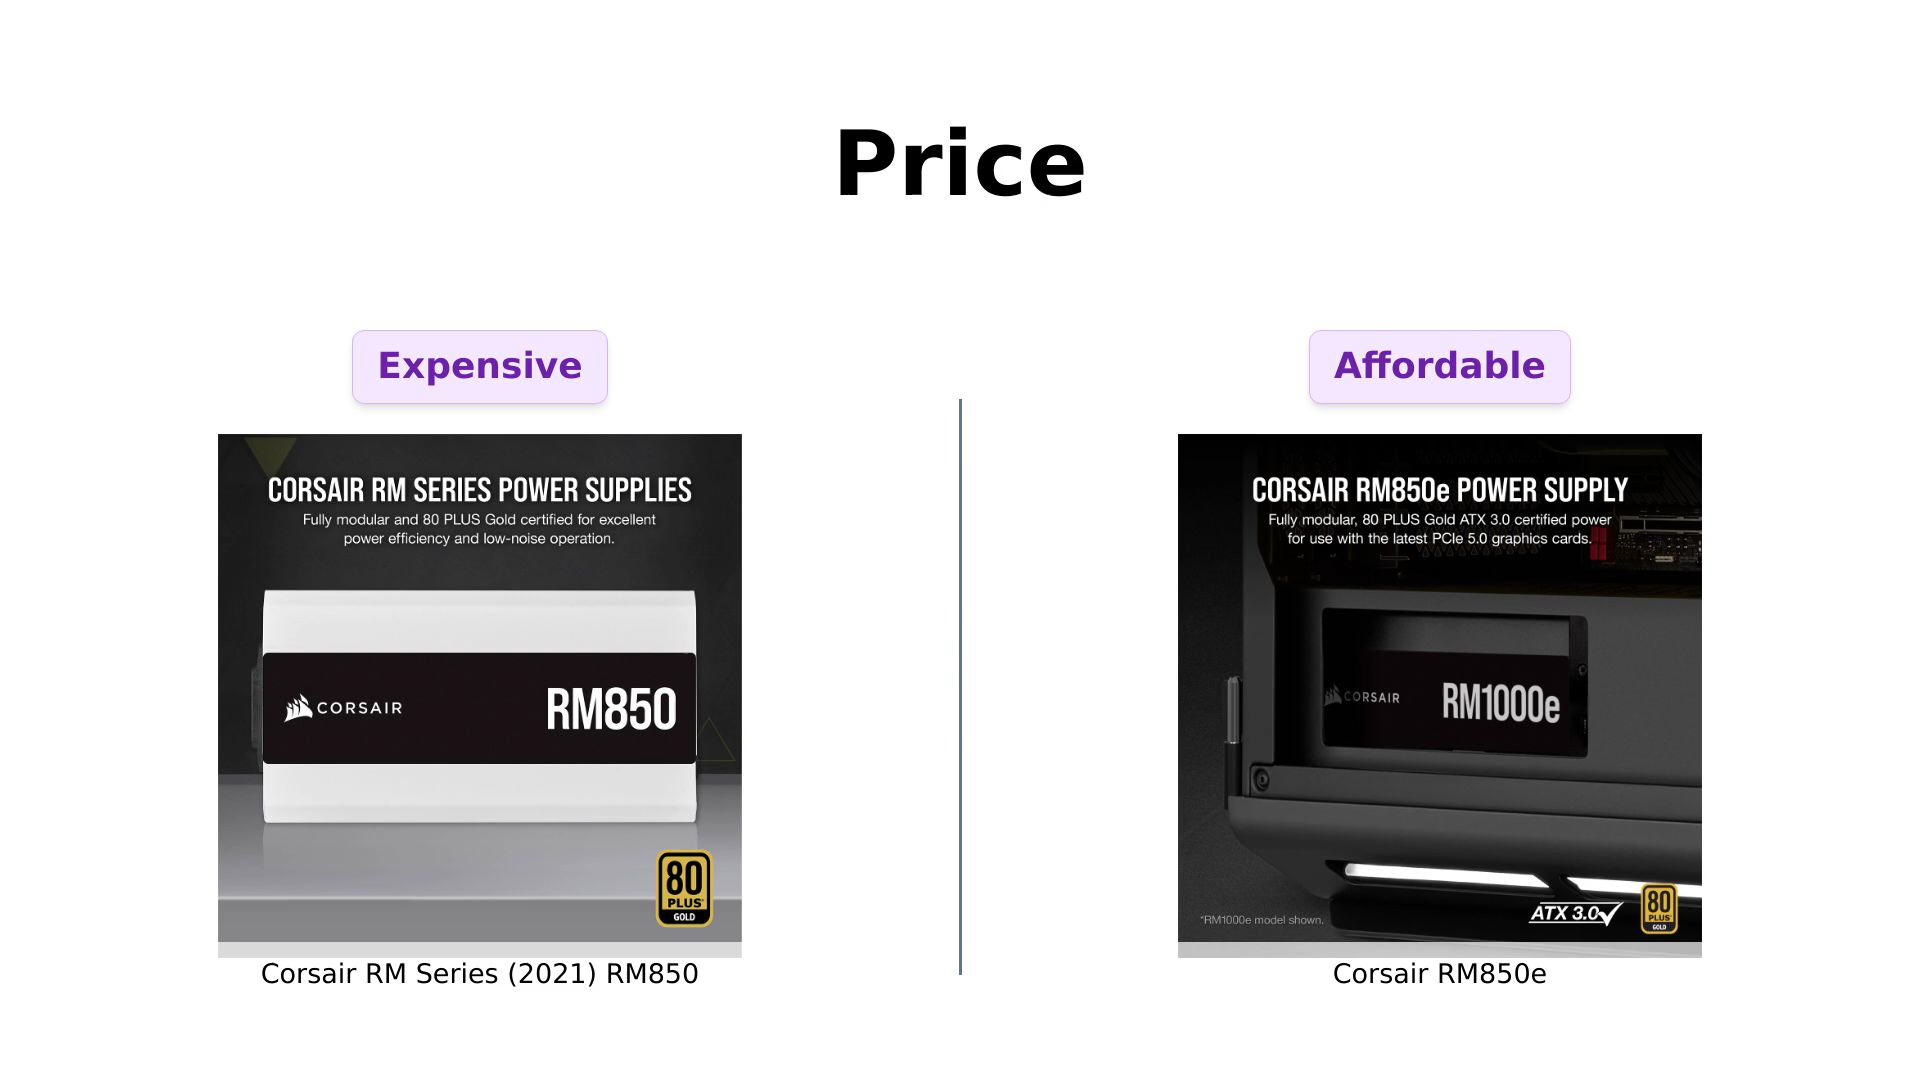 Price
Expensive
CORSAIR RM SERIES POWER SUPPLIES
Fully modular and 80 PLUS Gold certified for excellent
power efficiency and low-noise operation.
CORSAIR
RM850
80
PLUS
GOLD
Corsair RM Series (2021) RM850
Affordable
CORSAIR RM850e POWER SUPPLY
Fully modular, 80 PLUS Gold ATX 3.0 certified power
for use with the latest PCIe 5.0 graphics cards.
CORSAIR
RM1000e
*RM1000e model shown.
ATX 3.0
80
PLUS
GOLD
Corsair RM850e